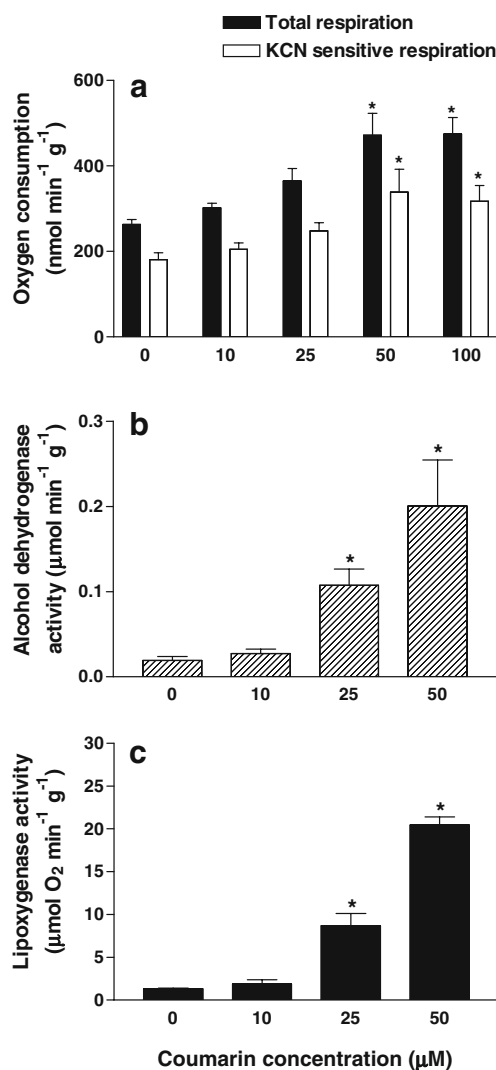 Total respiration
KCN sensitive respiration
a
Oxygen consumption
(nmol min⁻¹ g⁻¹)
600
400
200
0
* * * *
0 10 25 50 100
b
Alcohol dehydrogenase
activity (µmol min⁻¹ g⁻¹)
0.3
0.2
0.1
0.0
* *
0 10 25 50
c
Lipoxygenase activity
(µmol O₂ min⁻¹ g⁻¹)
30
25
20
15
10
5
0
* *
0 10 25 50
Coumarin concentration (µM)